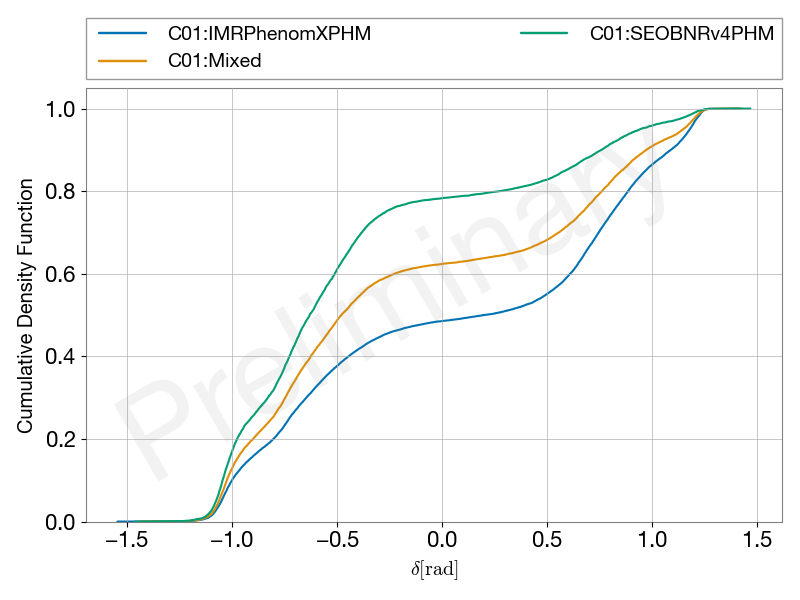 C01:IMRPhenomXPHM
C01:SEOBNRv4PHM
C01:Mixed
Cumulative Density Function
1.0
0.8
0.6
0.4
0.2
0.0
Preliminary
−1.5 −1.0 −0.5 0.0 0.5 1.0 1.5
δ[rad]